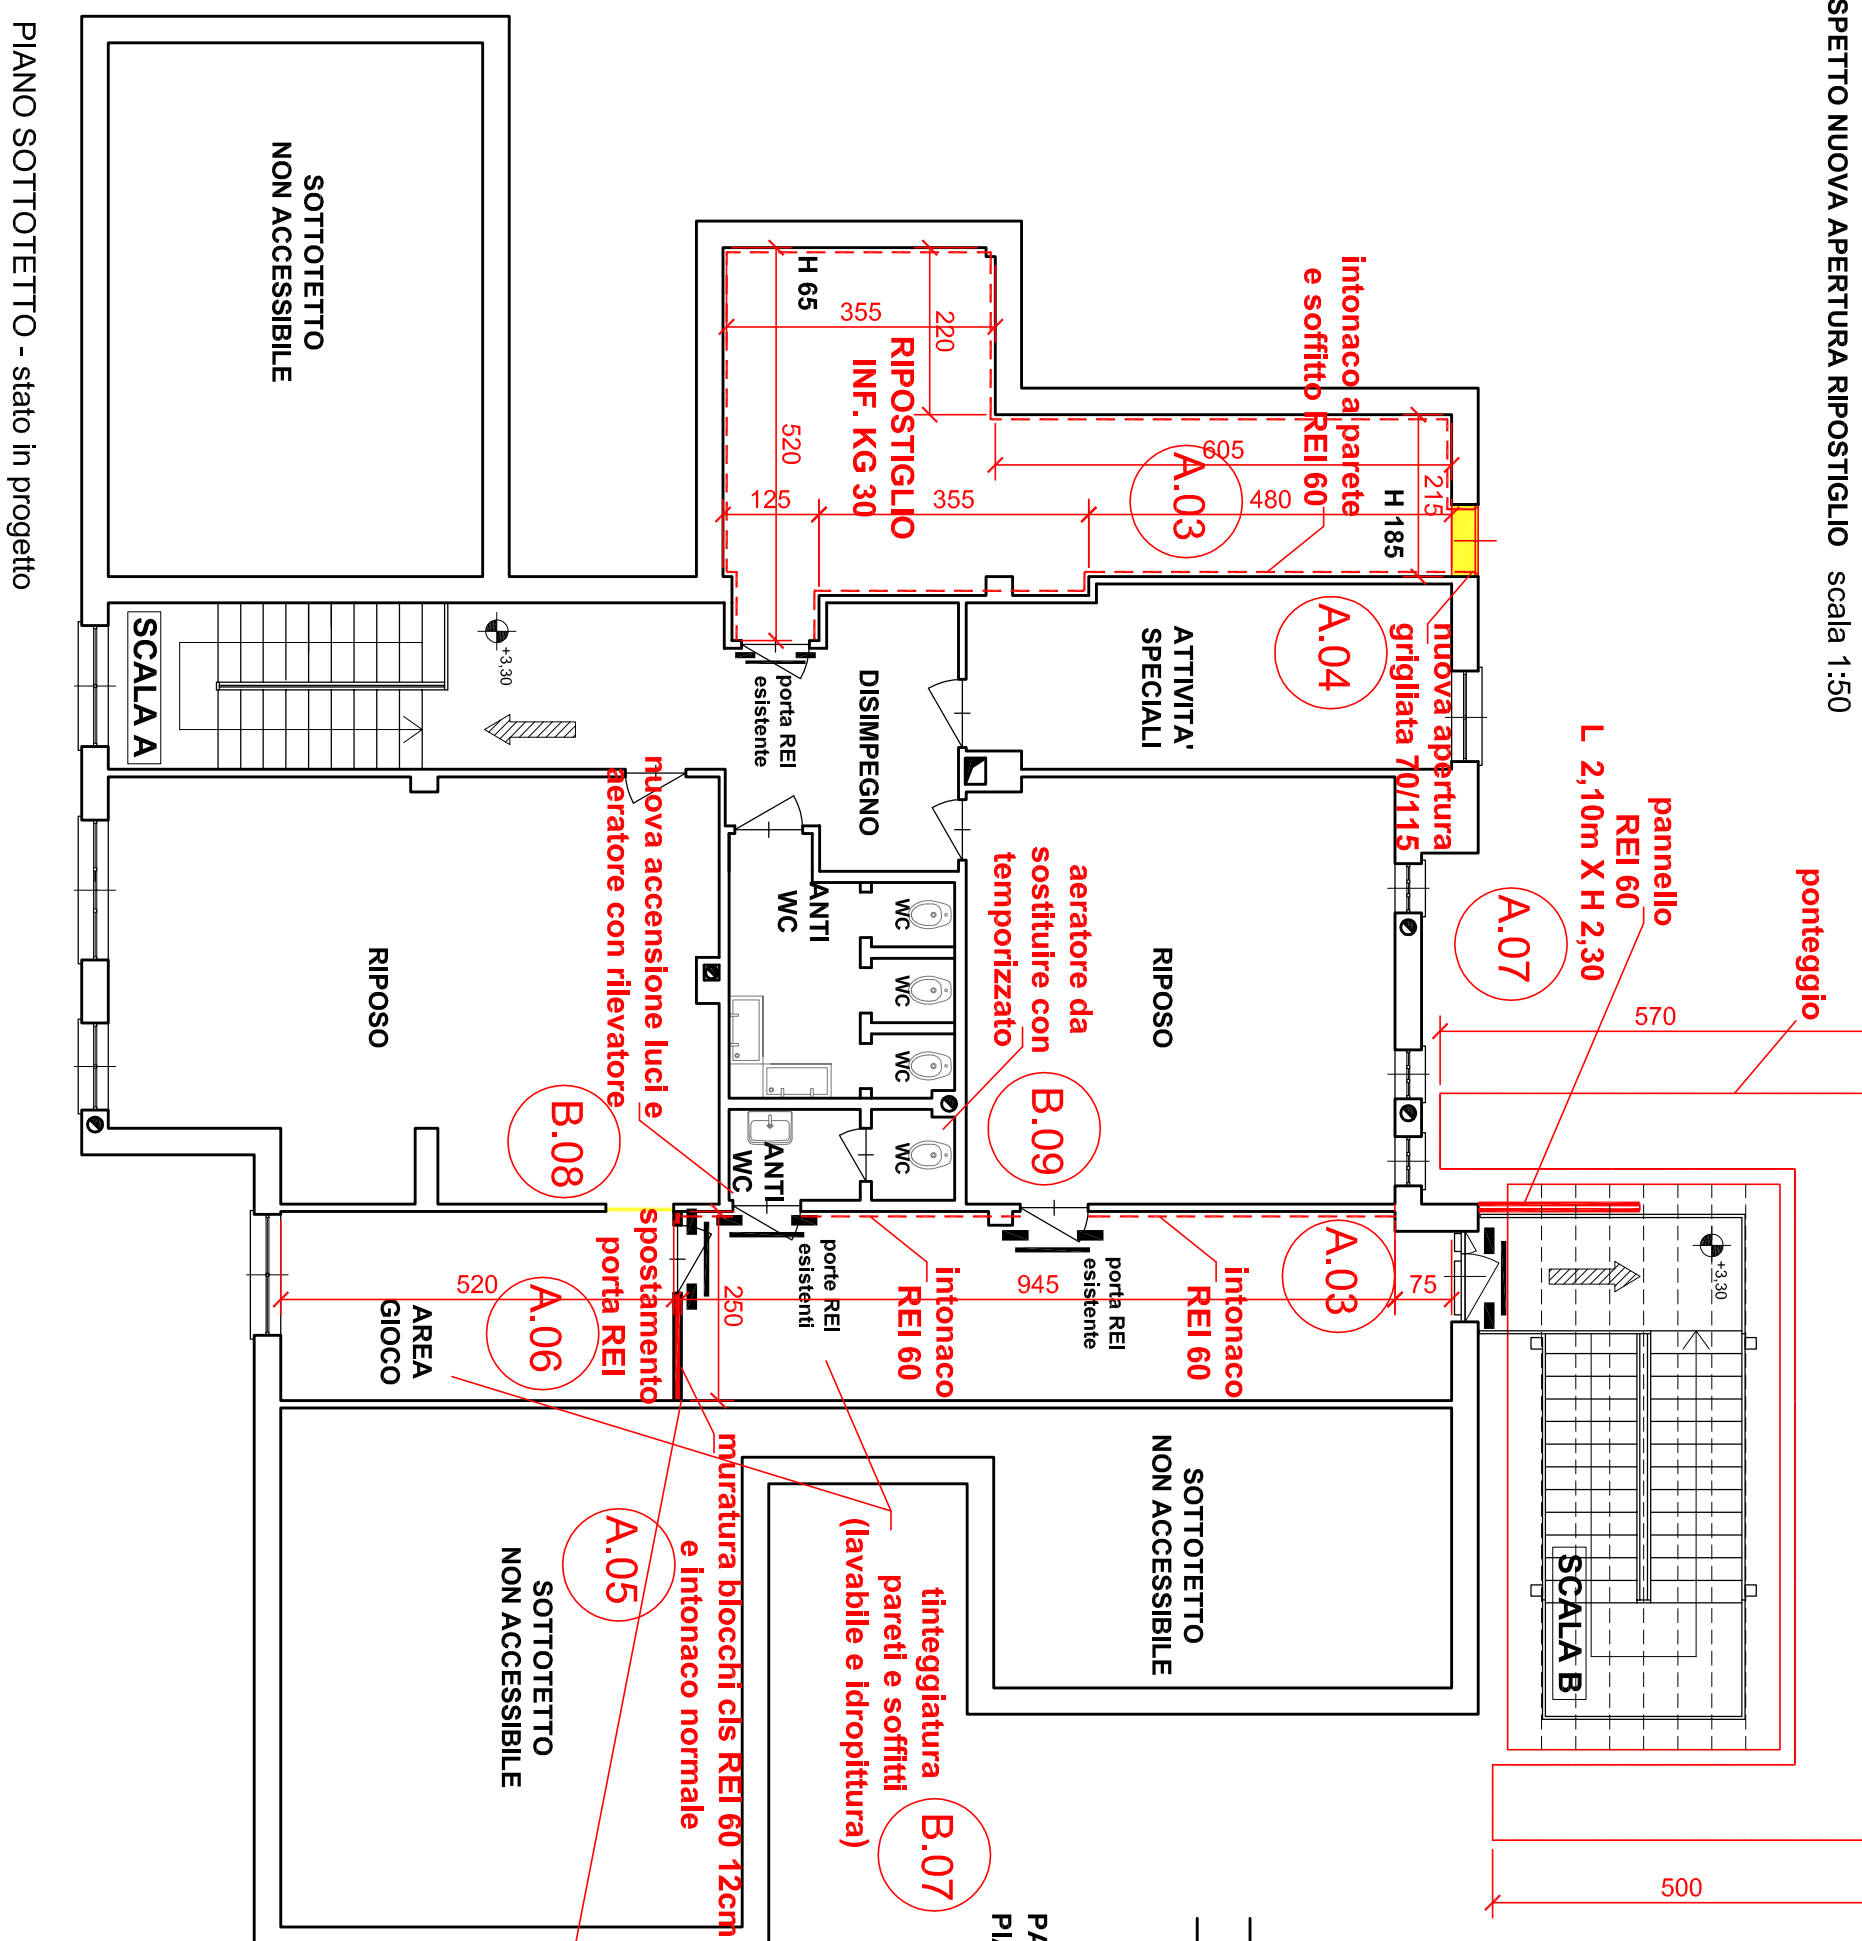 SPETTO NUOVA APERTURA RIPOSTIGLIO scala 1:50
ponteggio
570
500
pannello
REI 60
L 2,10m X H 2,30
A.07
+3,30
SCALA B
intonaco a parete
e soffitto REI 60
H 185
215
605
480
355
125
A.03
A.04
nuova apertura
grigliata 70/115
ATTIVITA'
SPECIALI
H 65
355
220
520
RIPOSTIGLIO
INF. KG 30
porta REI
esistente
DISIMPEGNO
RIPOSO
aeratore da
sostituire con
temporizzato
B.09
WC
WC
WC
WC
ANTI
WC
ANTI
WC
SOTTOTETTO
NON ACCESSIBILE
+3,30
SCALA A
nuova accensione luci e
aeratore con rilevatore
B.08
RIPOSO
A.03
75
intonaco
REI 60
porta REI
esistente
945
intonaco
REI 60
porte REI
esistenti
250
spostamento
porta REI
A.06
520
AREA
GIOCO
SOTTOTETTO
NON ACCESSIBILE
muratura blocchi cls REI 60 12cm
e intonaco normale
A.05
tinteggiatura
pareti e soffitti
(lavabile e idropittura)
B.07
SOTTOTETTO
NON ACCESSIBILE
PA
PIA
PIANO SOTTOTETTO - stato in progetto